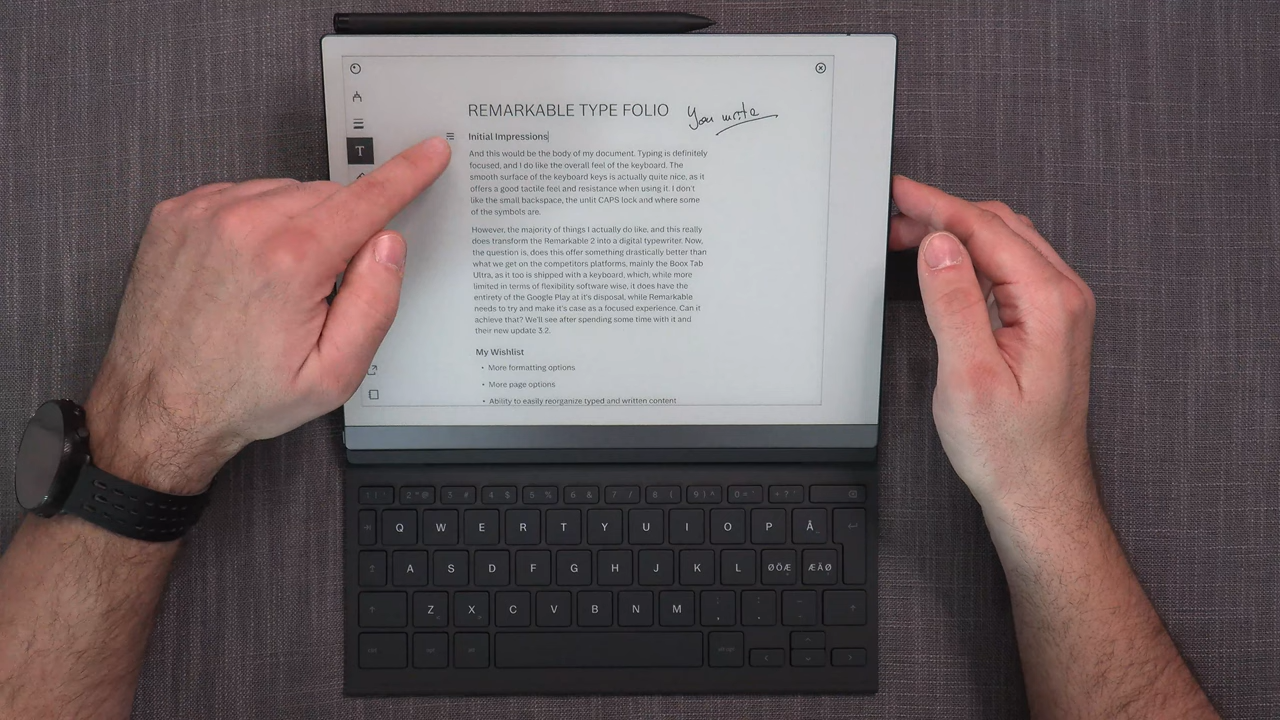 REMARKABLE TYPE FOLIO
You write
Initial Impressions
And this would be the body of my document. Typing is definitely
focused, and I do like the overall feel of the keyboard. The
smooth surface of the keyboard keys is actually quite nice, as it
offers a good tactile feel and resistance when using it. I don't
like the small backspace, the unlit CAPS lock and where some
of the symbols are.
However, the majority of things I actually do like, and this really
does transform the Remarkable 2 into a digital typewriter. Now,
the question is, does this offer something drastically better than
what we get on the competitors platforms, mainly the Boox Tab
Ultra, as it too is shipped with a keyboard, which, while more
limited in terms of flexibility software wise, it does have the
entirety of the Google Play at it's disposal, while Remarkable
needs to try and make it's case as a focused experience. Can it
achieve that? We'll see after spending some time with it and
their new update 3.2.
My Wishlist
• More formatting options
• More page options
• Ability to easily reorganize typed and written content
T
Q W E R T Y U I O P Å
A S D F G H J K L ØÖÆ ÆÄØ
Z X C V B N M